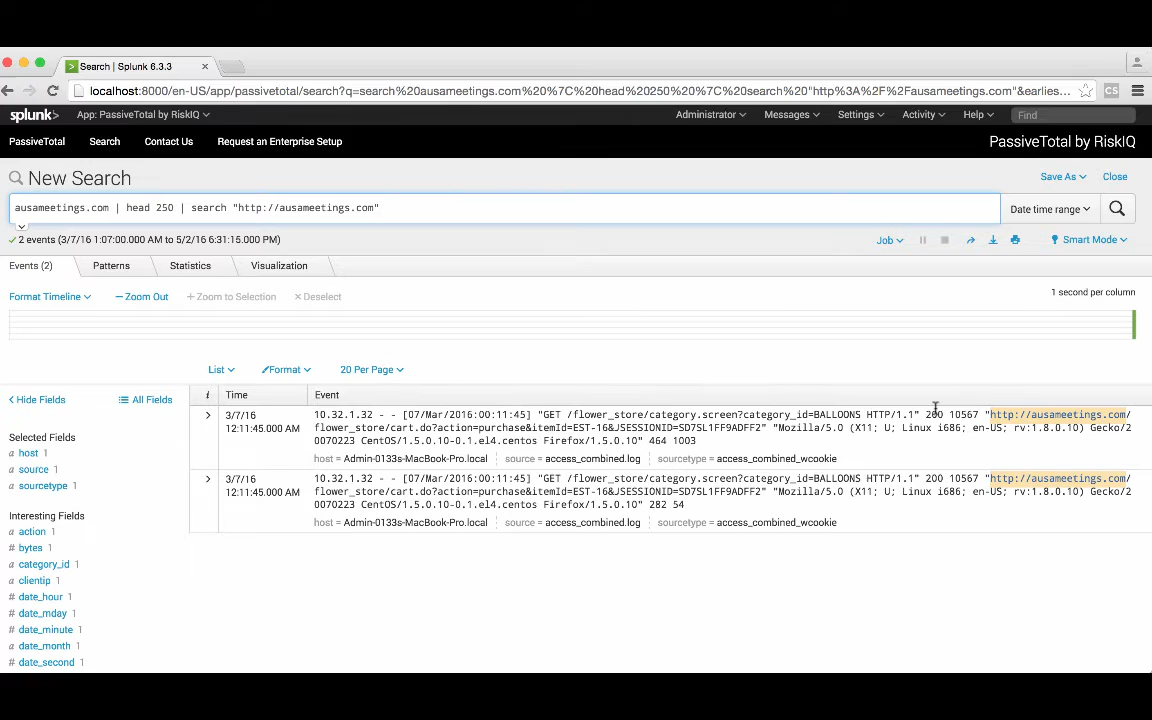 Search | Splunk 6.3.3
localhost:8000/en-US/app/passivetotal/search?q=search%20ausameetings.com%20%7C%20head%20250%20%7C%20search%20"http%3A%2F%2Fausameetings.com"&earlies...
CS
splunk> App: PassiveTotal by RiskIQ Administrator Messages Settings Activity Help Find
PassiveTotal Search Contact Us Request an Enterprise Setup PassiveTotal by RiskIQ
New Search Save As Close
ausameetings.com | head 250 | search "http://ausameetings.com" Date time range
2 events (3/7/16 1:07:00.000 AM to 5/2/16 6:31:15.000 PM) Job Smart Mode
Events (2) Patterns Statistics Visualization
Format Timeline — Zoom Out + Zoom to Selection × Deselect 1 second per column
List Format 20 Per Page
Hide Fields All Fields i Time Event
Selected Fields
a host 1
a source 1
a sourcetype 1
Interesting Fields
a action 1
# bytes 1
a category_id 1
a clientip 1
# date_hour 1
# date_mday 1
# date_minute 1
a date_month 1
# date_second 1
3/7/16
12:11:45.000 AM
10.32.1.32 - - [07/Mar/2016:00:11:45] "GET /flower_store/category.screen?category_id=BALLOONS HTTP/1.1" 200 10567 "http://ausameetings.com/
flower_store/cart.do?action=purchase&itemId=EST-16&JSESSIONID=SD7SL1FF9ADFF2" "Mozilla/5.0 (X11; U; Linux i686; en-US; rv:1.8.0.10) Gecko/2
0070223 CentOS/1.5.0.10-0.1.el4.centos Firefox/1.5.0.10" 464 1003
host = Admin-0133s-MacBook-Pro.local source = access_combined.log sourcetype = access_combined_wcookie
3/7/16
12:11:45.000 AM
10.32.1.32 - - [07/Mar/2016:00:11:45] "GET /flower_store/category.screen?category_id=BALLOONS HTTP/1.1" 200 10567 "http://ausameetings.com/
flower_store/cart.do?action=purchase&itemId=EST-16&JSESSIONID=SD7SL1FF9ADFF2" "Mozilla/5.0 (X11; U; Linux i686; en-US; rv:1.8.0.10) Gecko/2
0070223 CentOS/1.5.0.10-0.1.el4.centos Firefox/1.5.0.10" 282 54
host = Admin-0133s-MacBook-Pro.local source = access_combined.log sourcetype = access_combined_wcookie